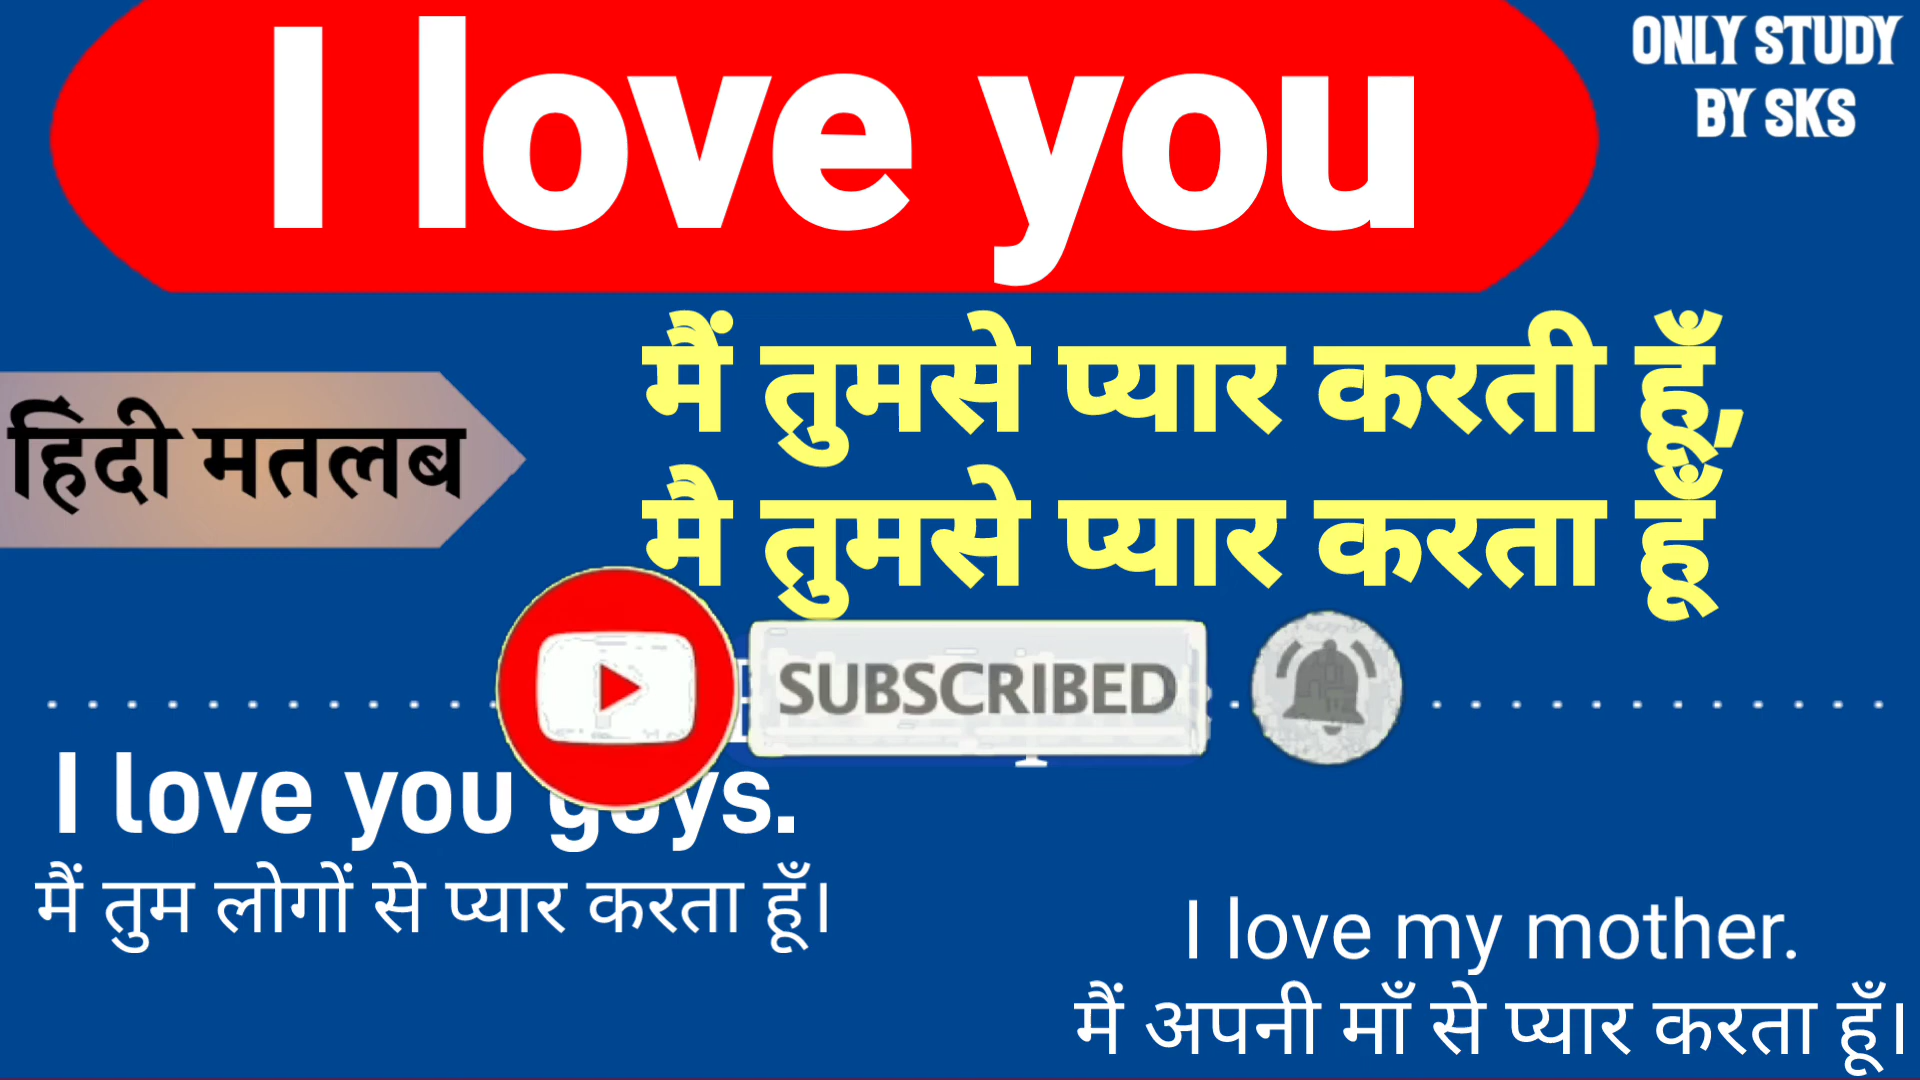 I love you
ONLY STUDY
BY SKS
मैं तुमसे प्यार करती हूँ,
हिंदी मतलब
मै तुमसे प्यार करता हूँ
SUBSCRIBED
I love you guys.
मैं तुम लोगों से प्यार करता हूँ।
I love my mother.
मैं अपनी माँ से प्यार करता हूँ।